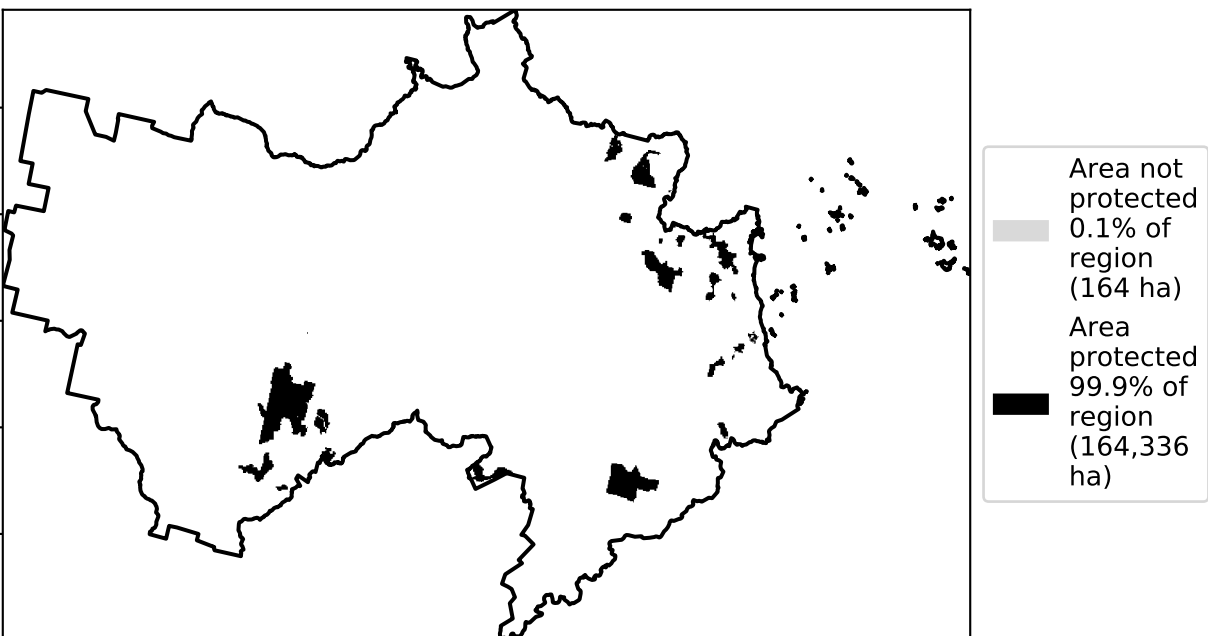 Area not
protected
0.1% of
region
(164 ha)
Area
protected
99.9% of
region
(164,336
ha)